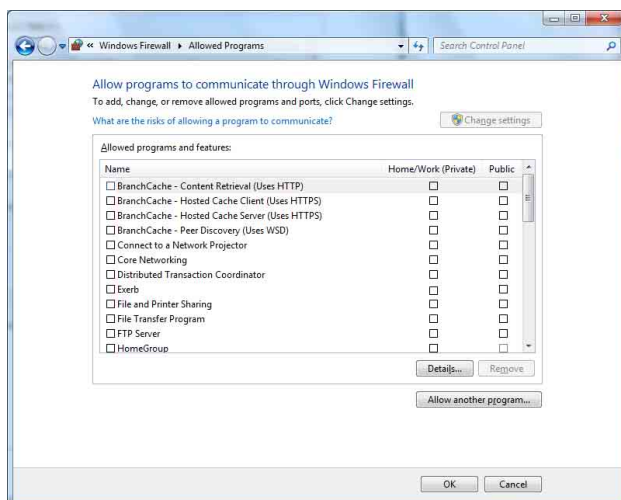 « Windows Firewall ▸ Allowed Programs
Search Control Panel
Allow programs to communicate through Windows Firewall
To add, change, or remove allowed programs and ports, click Change settings.
What are the risks of allowing a program to communicate?
Change settings
Allowed programs and features:
Name Home/Work (Private) Public
BranchCache - Content Retrieval (Uses HTTP)
BranchCache - Hosted Cache Client (Uses HTTPS)
BranchCache - Hosted Cache Server (Uses HTTPS)
BranchCache - Peer Discovery (Uses WSD)
Connect to a Network Projector
Core Networking
Distributed Transaction Coordinator
Exerb
File and Printer Sharing
File Transfer Program
FTP Server
HomeGroup
Details... Remove
Allow another program...
OK Cancel